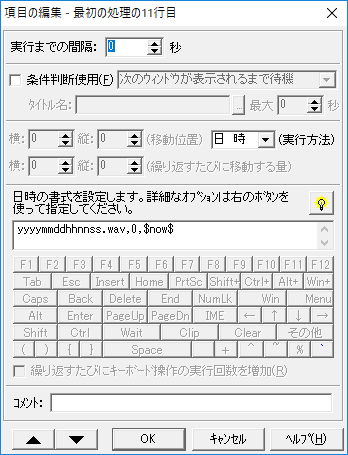 項目の編集 - 最初の処理の11行目
実行までの間隔: 0 秒
条件判断使用(F) 次のウィンドウが表示されるまで待機
タイトル名: ... 最大 0 秒
横: 0 縦: 0 (移動位置) 日 時 (実行方法)
横: 0 縦: 0 (繰り返すたびに移動する量)
日時の書式を設定します。詳細なオプションは右のボタンを
使って指定してください。
yyyymmddhhnnss.wav,0,$now$
F1 F2 F3 F4 F5 F6 F7 F8 F9 F10 F11 F12
Tab Esc Insert Home PrtSc Shift+ Ctrl+ Alt+ Win+
Caps Back Delete End NumLk Win Menu
Alt Enter PageUp PageDn IME ← ↑ ↓ →
Shift Ctrl Wait Clip Clear その他
( ) { } Space + ^ ~ % `
繰り返すたびにキーボード操作の実行回数を増加(R)
コメント:
▲ ▼ OK キャンセル ヘルプ(H)